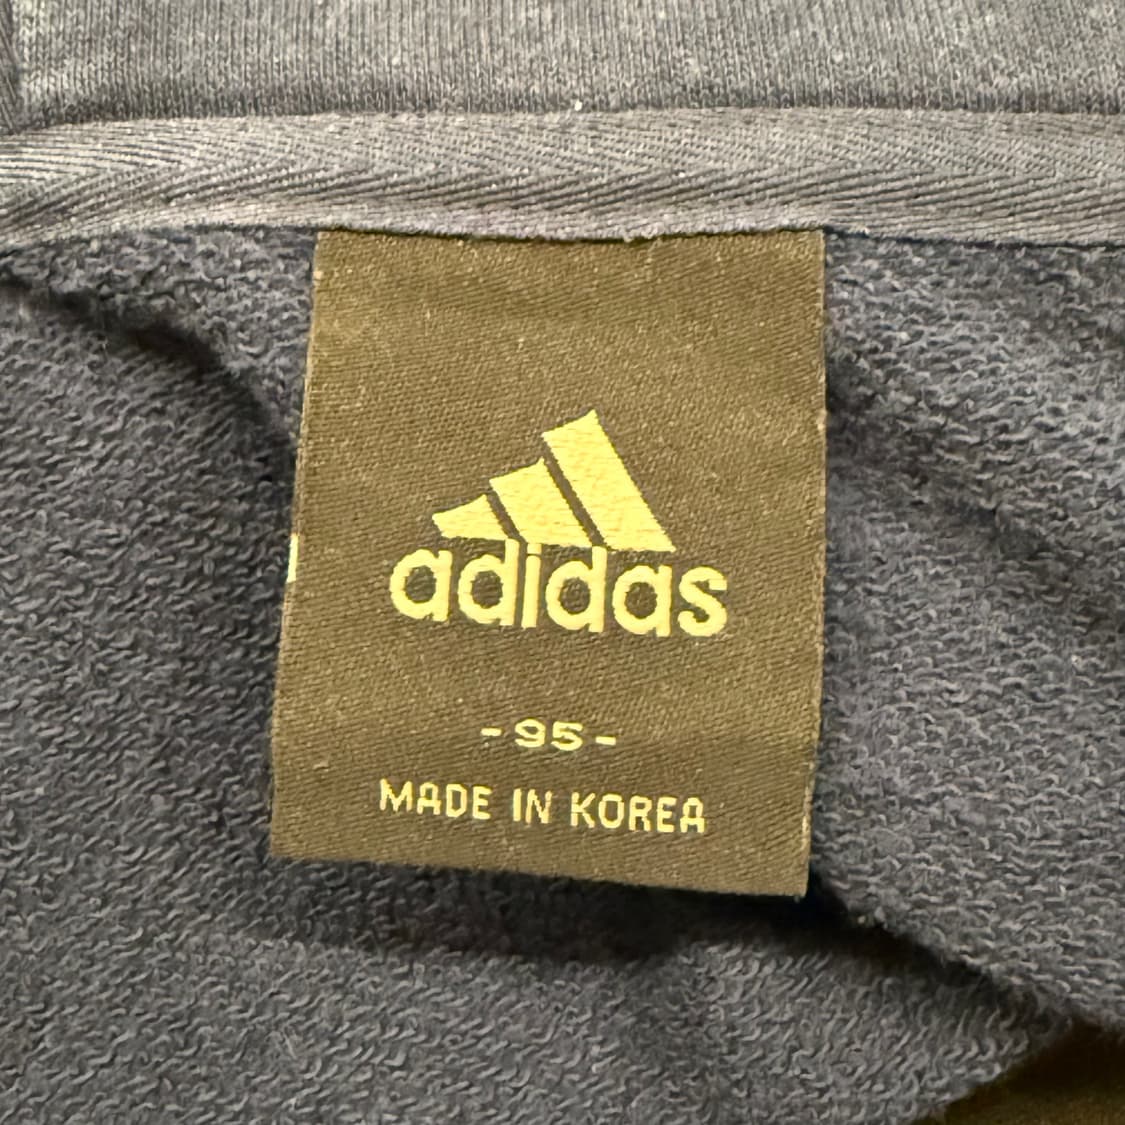 adidas
-95-
MADE IN KOREA